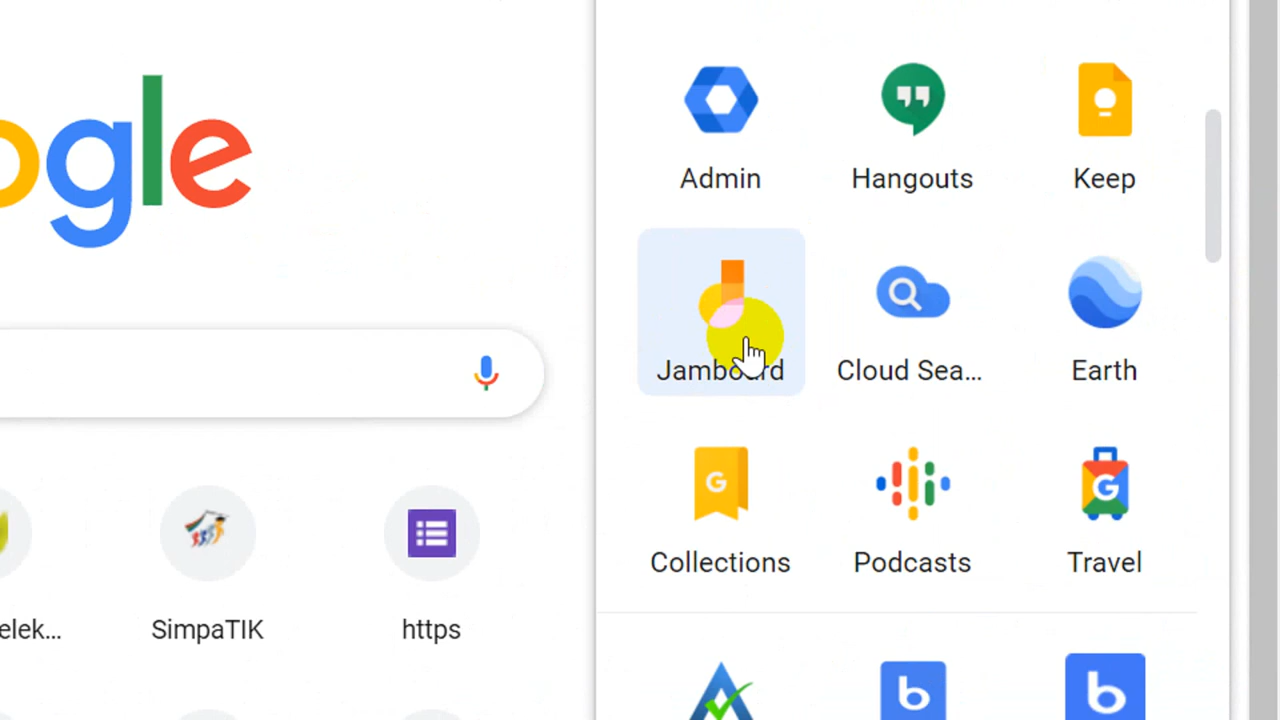 ogle
Admin
Hangouts
Keep
Jamboard
Cloud Sea...
Earth
G
G
Collections
Podcasts
Travel
elek...
SimpaTIK
https
b
b